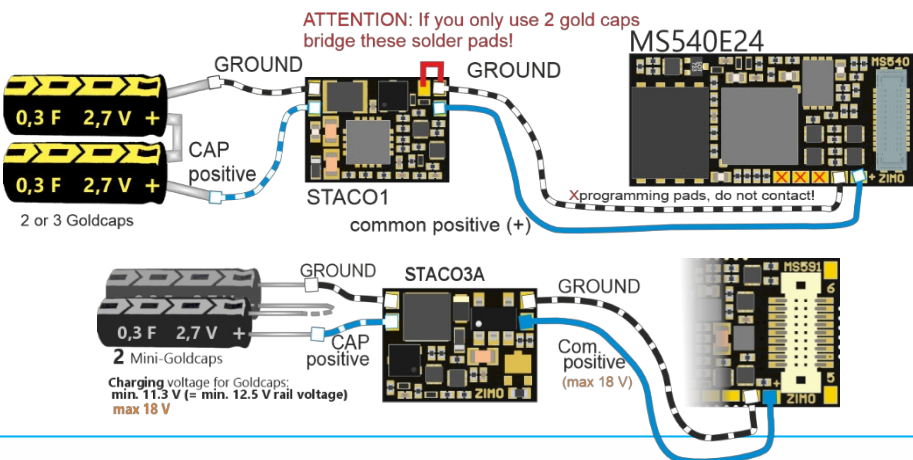 ATTENTION: If you only use 2 gold caps
bridge these solder pads!
MS540E24
GROUND
GROUND
MS540
0,3 F 2,7 V +
CAP
positive
0,3 F 2,7 V +
STACO1
ZIMO
+
2 or 3 Goldcaps
Xprogramming pads, do not contact!
common positive (+)
GROUND
STACO3A
GROUND
MS591
6
0,3 F 2,7 V +
CAP
positive
Com.
positive
(max 18 V)
2 Mini-Goldcaps
Charging voltage for Goldcaps:
min. 11.3 V (= min. 12.5 V rail voltage)
max 18 V
ZIMO
+
5
ZIMO